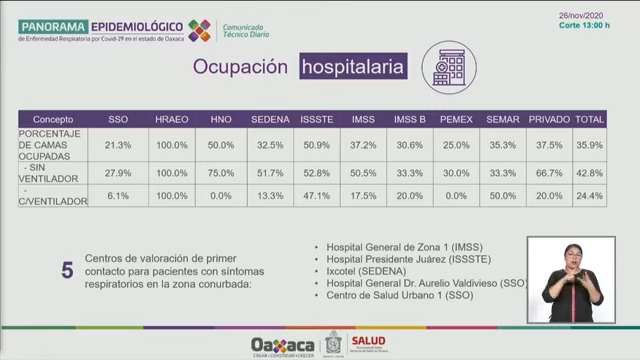 PANORAMA EPIDEMIOLÓGICO
de Enfermedad Respiratoria por Covid-19 en el estado de Oaxaca
Comunicado
Técnico Diario
26/nov/2020
Corte 13:00 h
Ocupación hospitalaria
Concepto SSO HRAEO HNO SEDENA ISSSTE IMSS IMSS B PEMEX SEMAR PRIVADO TOTAL
PORCENTAJE DE CAMAS OCUPADAS 21.3% 100.0% 50.0% 32.5% 50.9% 37.2% 30.6% 25.0% 35.3% 37.5% 35.9%
- SIN VENTILADOR 27.9% 100.0% 75.0% 51.7% 52.8% 50.5% 33.3% 30.0% 33.3% 66.7% 42.8%
- C/VENTILADOR 6.1% 100.0% 0.0% 13.3% 47.1% 17.5% 20.0% 0.0% 50.0% 20.0% 24.4%
5 Centros de valoración de primer
contacto para pacientes con síntomas
respiratorios en la zona conurbada:
• Hospital General de Zona 1 (IMSS)
• Hospital Presidente Juárez (ISSSTE)
• Ixcotel (SEDENA)
• Hospital General Dr. Aurelio Valdivieso (SSO)
• Centro de Salud Urbano 1 (SSO)
Oaxaca
CREAR • CONSTRUIR • CRECER
SALUD